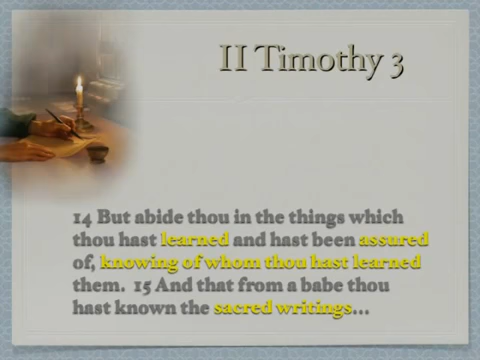 II Timothy 3
14 But abide thou in the things which
thou hast learned and hast been assured
of, knowing of whom thou hast learned
them. 15 And that from a babe thou
hast known the sacred writings...